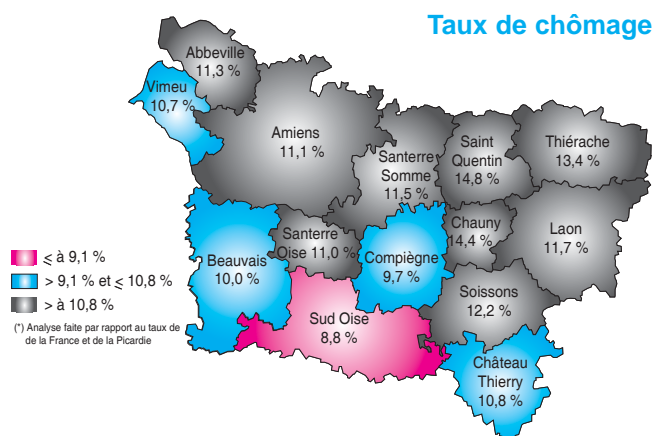 Taux de chômage
Abbeville
11,3 %
Vimeu
10,7 %
Amiens
11,1 %
Santerre
Somme
11,5 %
Saint
Quentin
14,8 %
Thiérache
13,4 %
Santerre
Oise 11,0 %
Beauvais
10,0 %
Compiègne
9,7 %
Chauny
14,4 %
Laon
11,7 %
Soissons
12,2 %
Sud Oise
8,8 %
Château
Thierry
10,8 %
⩽ à 9,1 %
> 9,1 % et ⩽ 10,8 %
> à 10,8 %
(*) Analyse faite par rapport au taux de
de la France et de la Picardie